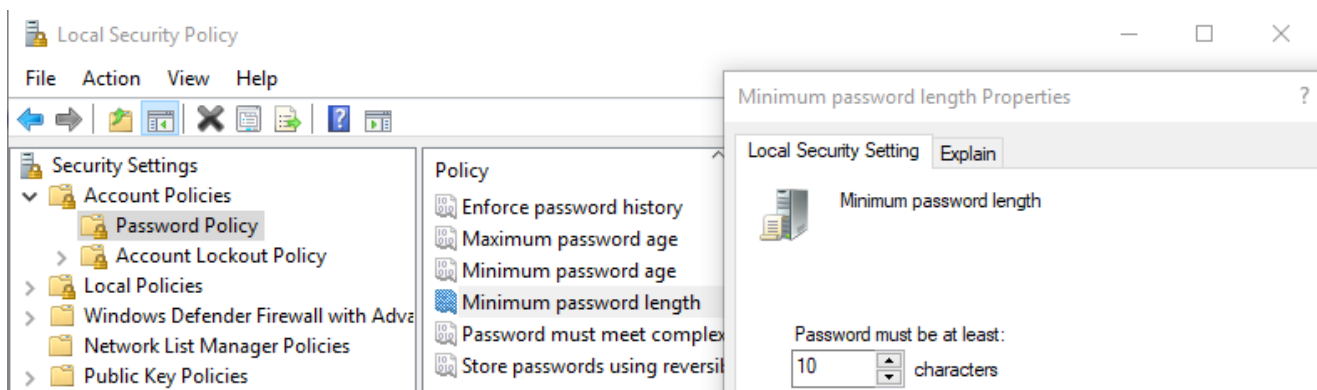 Local Security Policy
File Action View Help
Security Settings
Account Policies
Password Policy
Account Lockout Policy
Local Policies
Windows Defender Firewall with Adva
Network List Manager Policies
Public Key Policies
Policy
Enforce password history
Maximum password age
Minimum password age
Minimum password length
Password must meet complex
Store passwords using reversi
Minimum password length Properties
?
Local Security Setting Explain
Minimum password length
Password must be at least:
10 characters